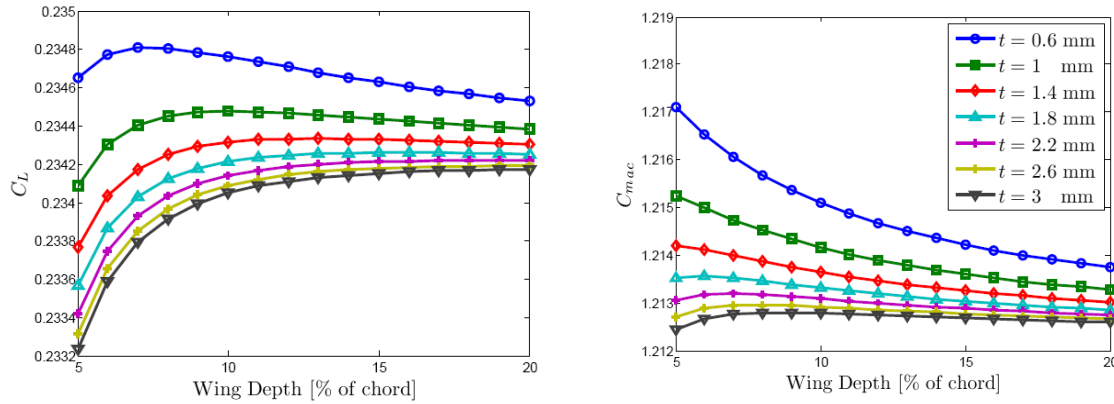 0.235
0.2348
0.2346
0.2344
0.2342
0.234
0.2338
0.2336
0.2334
0.2332
C_L
5
10
15
20
Wing Depth [% of chord]
1.219
1.218
1.217
1.216
1.215
1.214
1.213
1.212
C_{mac}
5
10
15
20
Wing Depth [% of chord]
t = 0.6 mm
t = 1 mm
t = 1.4 mm
t = 1.8 mm
t = 2.2 mm
t = 2.6 mm
t = 3 mm